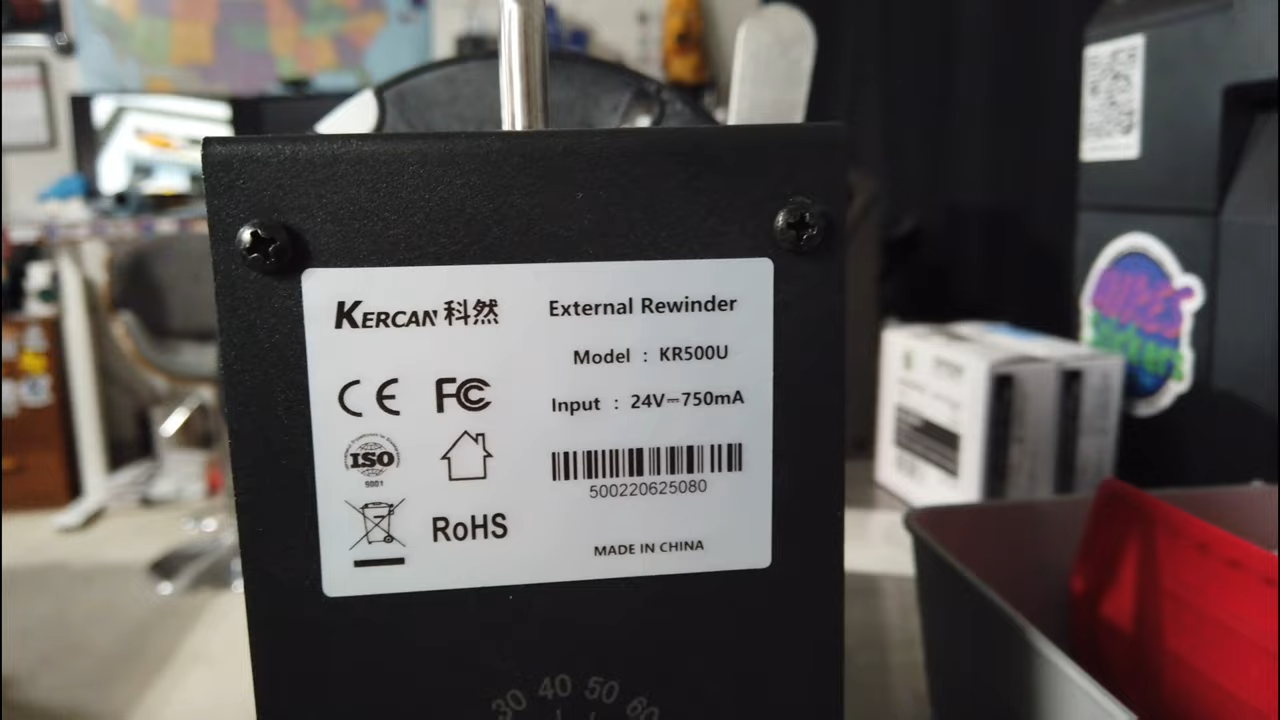 KERCAN 科然
External Rewinder
Model : KR500U
Input : 24V⎓750mA
CE FC
ISO
9001
RoHS
500220625080
MADE IN CHINA
30 40 50 60